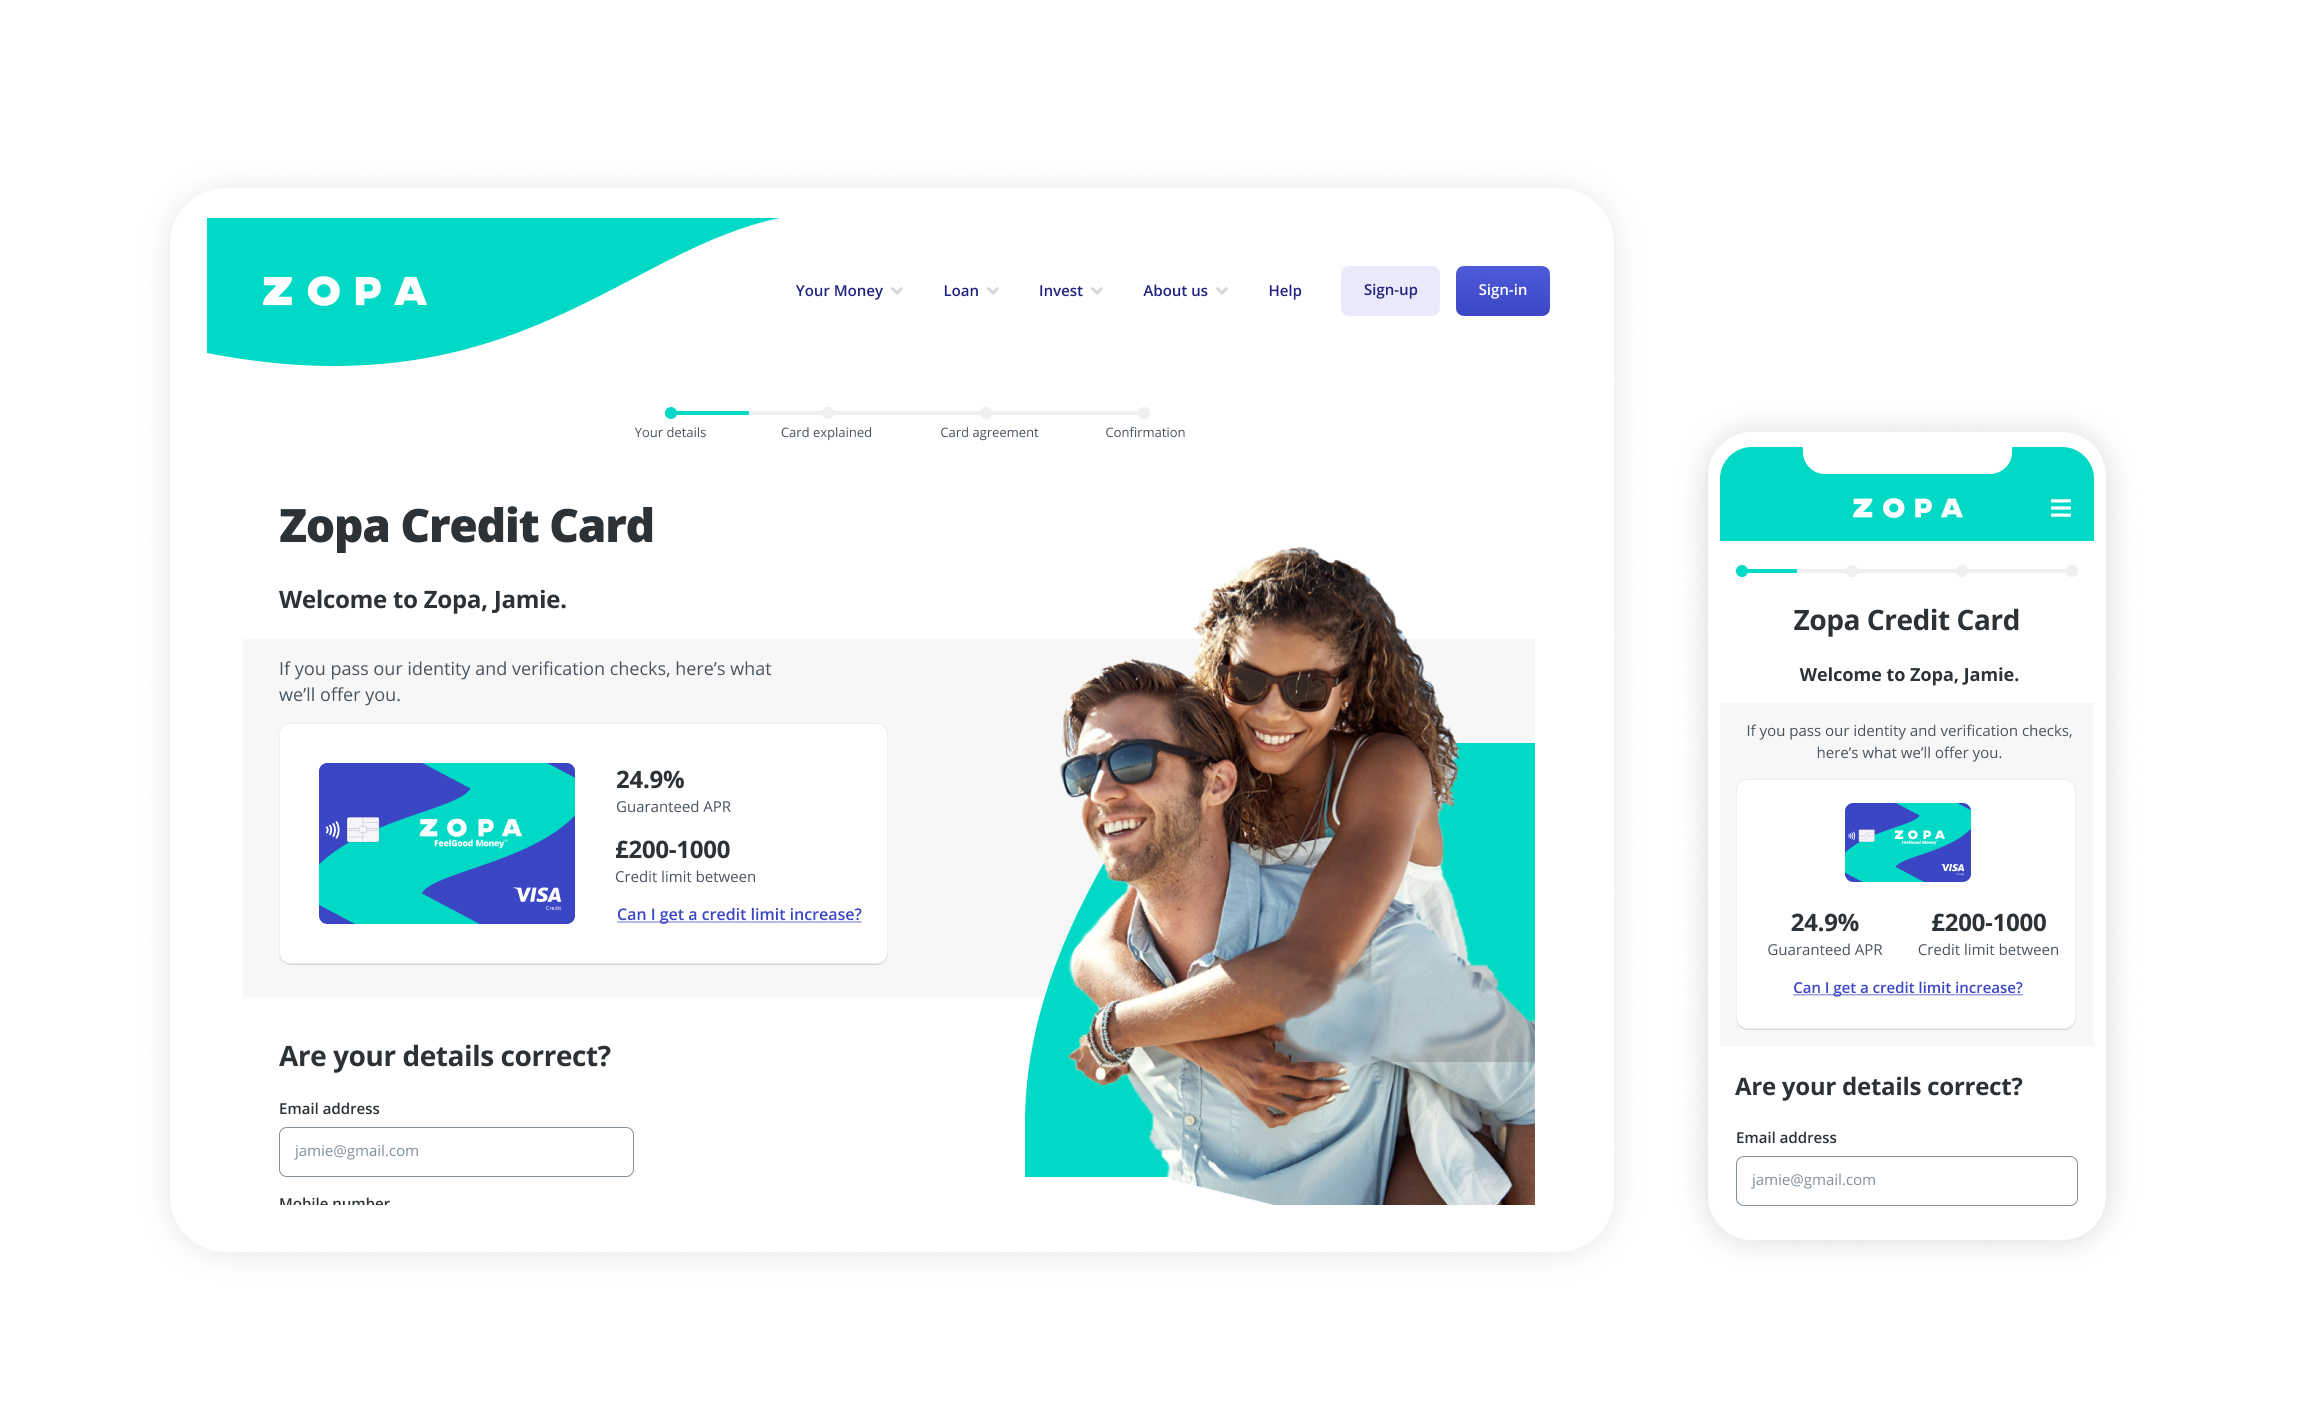 ZOPA
Your Money
Loan
Invest
About us
Help
Sign-up
Sign-in
Your details
Card explained
Card agreement
Confirmation
Zopa Credit Card
Welcome to Zopa, Jamie.
If you pass our identity and verification checks, here’s what
we’ll offer you.
ZOPA
FeelGood Money™
VISA
Credit
24.9%
Guaranteed APR
£200-1000
Credit limit between
Can I get a credit limit increase?
Are your details correct?
Email address
jamie@gmail.com
Mobile number
ZOPA
Zopa Credit Card
Welcome to Zopa, Jamie.
If you pass our identity and verification checks,
here’s what we’ll offer you.
ZOPA
FeelGood Money™
VISA
24.9%
Guaranteed APR
£200-1000
Credit limit between
Can I get a credit limit increase?
Are your details correct?
Email address
jamie@gmail.com